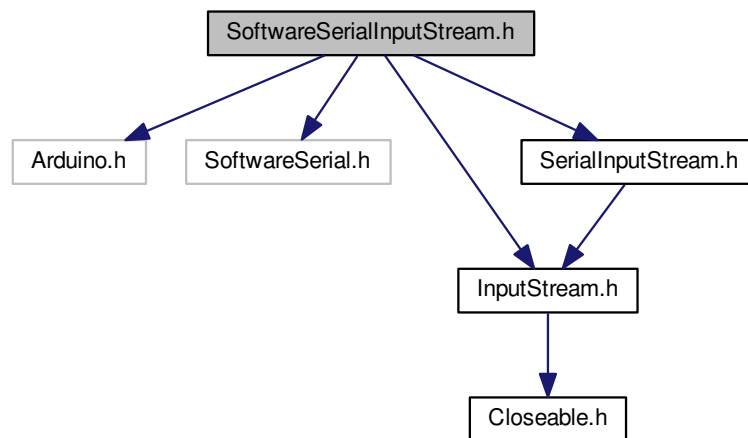 SoftwareSerialInputStream.h
Arduino.h
SoftwareSerial.h
SerialInputStream.h
InputStream.h
Closeable.h